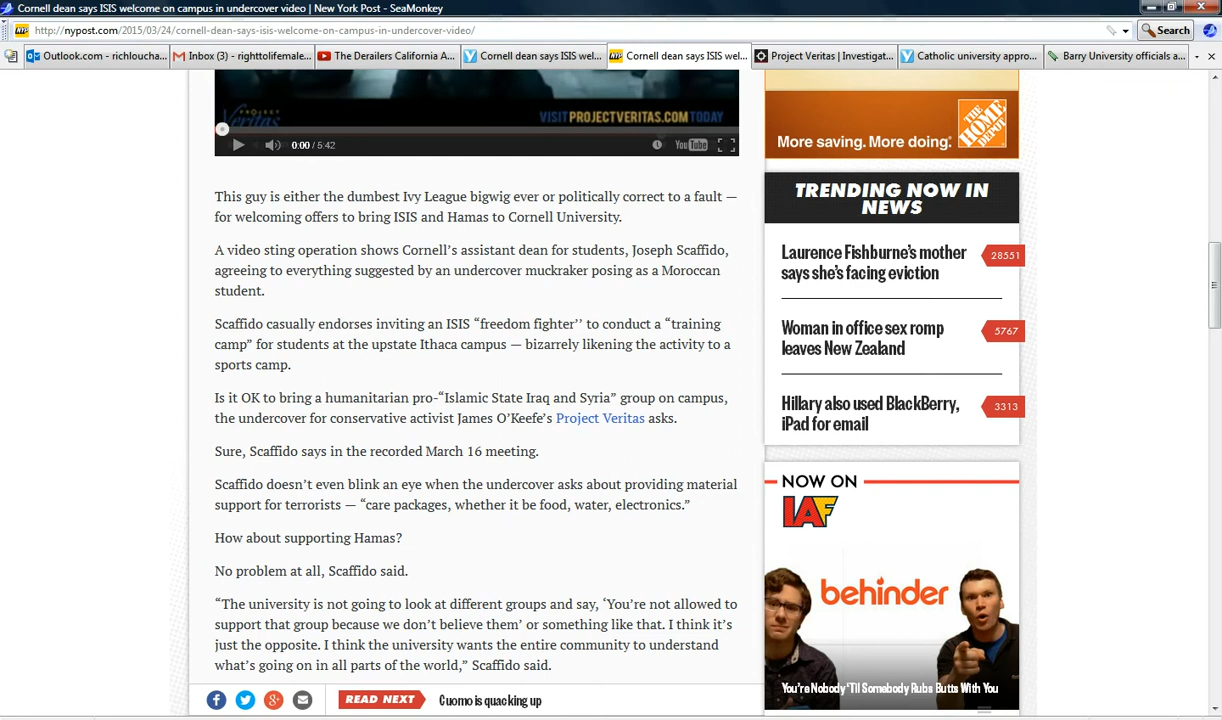 Cornell dean says ISIS welcome on campus in undercover video | New York Post - SeaMonkey
http://nypost.com/2015/03/24/cornell-dean-says-isis-welcome-on-campus-in-undercover-video/
Search
Outlook.com - richloucha...
Inbox (3) - righttolifemale...
The Derailers California A...
Cornell dean says ISIS wel...
Cornell dean says ISIS wel...
Project Veritas | Investigat...
Catholic university appro...
Barry University officials a...
PROJECT
Veritas
VISIT PROJECTVERITAS.COM TODAY
0:00 / 5:42
YouTube
This guy is either the dumbest Ivy League bigwig ever or politically correct to a fault —
for welcoming offers to bring ISIS and Hamas to Cornell University.
A video sting operation shows Cornell’s assistant dean for students, Joseph Scaffido,
agreeing to everything suggested by an undercover muckraker posing as a Moroccan
student.
Scaffido casually endorses inviting an ISIS “freedom fighter’’ to conduct a “training
camp” for students at the upstate Ithaca campus — bizarrely likening the activity to a
sports camp.
Is it OK to bring a humanitarian pro-“Islamic State Iraq and Syria” group on campus,
the undercover for conservative activist James O’Keefe’s Project Veritas asks.
Sure, Scaffido says in the recorded March 16 meeting.
Scaffido doesn’t even blink an eye when the undercover asks about providing material
support for terrorists — “care packages, whether it be food, water, electronics.”
How about supporting Hamas?
No problem at all, Scaffido said.
“The university is not going to look at different groups and say, ‘You’re not allowed to
support that group because we don’t believe them’ or something like that. I think it’s
just the opposite. I think the university wants the entire community to understand
what’s going on in all parts of the world,” Scaffido said.
READ NEXT
Cuomo is quacking up
More saving. More doing.
THE HOME DEPOT
TRENDING NOW IN
NEWS
Laurence Fishburne’s mother
says she’s facing eviction
28551
Woman in office sex romp
leaves New Zealand
5767
Hillary also used BlackBerry,
iPad for email
3313
NOW ON
IAF
behinder
You’re Nobody ‘Til Somebody Rubs Butts With You